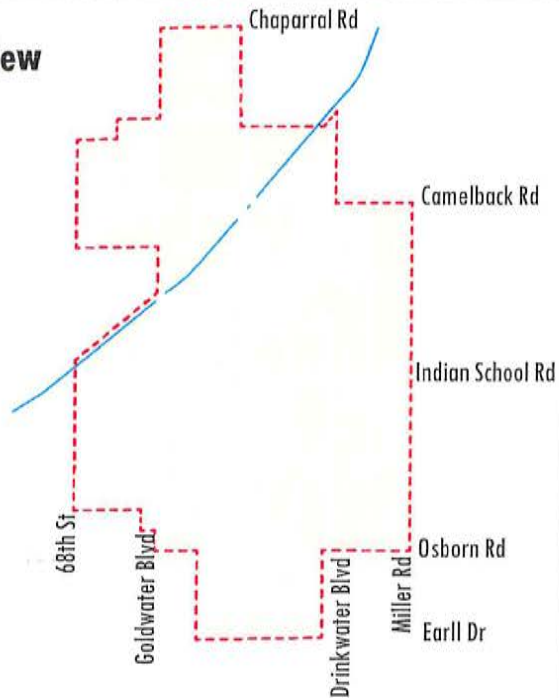 Chaparral Rd
ew
Camelback Rd
Indian School Rd
68th St
Goldwater Blvd
Osborn Rd
Drinkwater Blvd
Miller Rd
Earll Dr